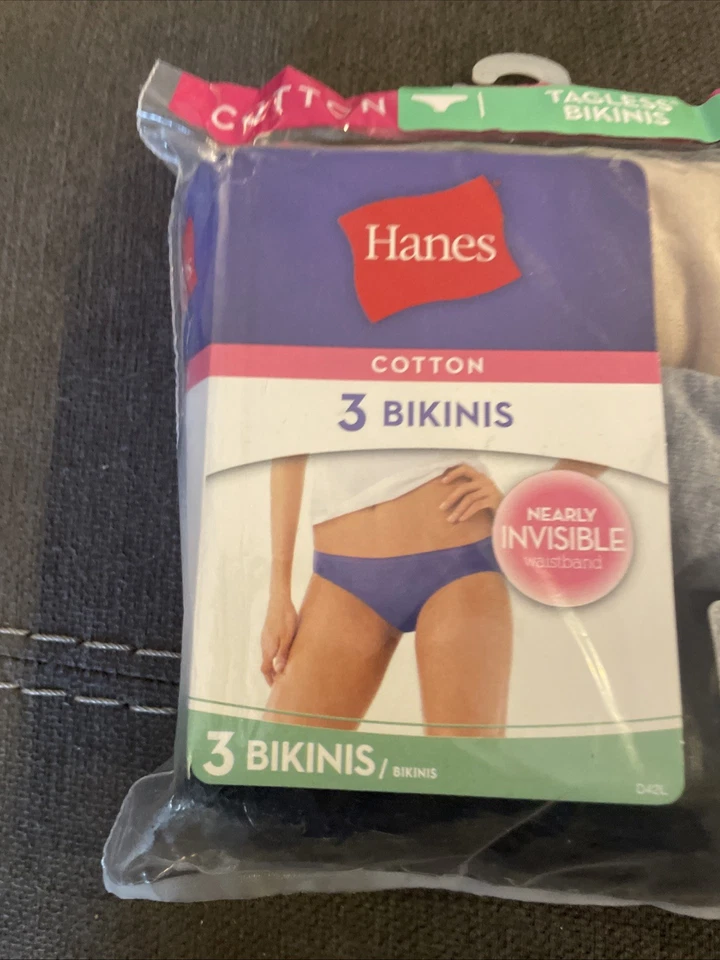 COTTON
TAGLESS®
BIKINIS
Hanes
COTTON
3 BIKINIS
NEARLY
INVISIBLE
waistband
3 BIKINIS / BIKINIS
D42L